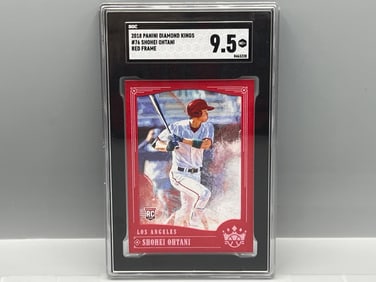 SGC
2018 PANINI DIAMOND KINGS
#76 SHOHEI OHTANI
RED FRAME
9.5
RC
LOS ANGELES
SHOHEI OHTANI